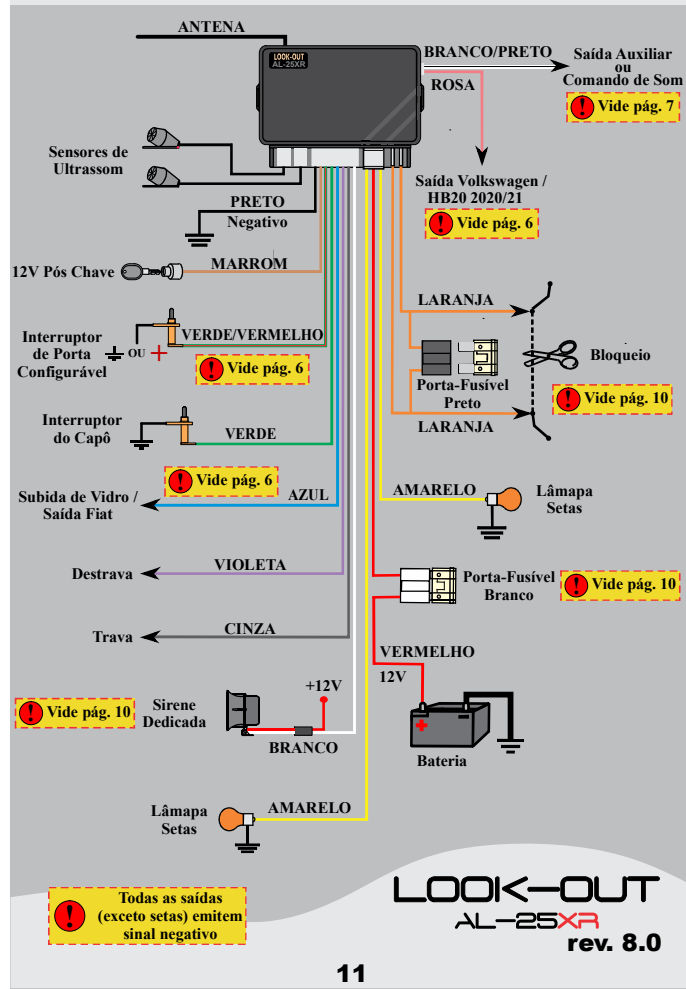 ANTENA
LOOK-OUT
AL-25XR
BRANCO/PRETO
ROSA
Saída Auxiliar
ou
Comando de Som
! Vide pág. 7
Sensores de
Ultrassom
Saída Volkswagen /
HB20 2020/21
! Vide pág. 6
PRETO
Negativo
12V Pós Chave
MARROM
LARANJA
Interruptor
de Porta
Configurável
OU +
VERDE/VERMELHO
! Vide pág. 6
Porta-Fusível
Preto
Bloqueio
! Vide pág. 10
LARANJA
Interruptor
do Capô
VERDE
! Vide pág. 6
Subida de Vidro /
Saída Fiat
AZUL
AMARELO
Lâmapa
Setas
Destrava
VIOLETA
Porta-Fusível
Branco
! Vide pág. 10
Trava
CINZA
VERMELHO
12V
! Vide pág. 10
Sirene
Dedicada
+12V
BRANCO
+
Bateria
Lâmapa
Setas
AMARELO
! Todas as saídas
(exceto setas) emitem
sinal negativo
LOOK-OUT
AL-25XR
rev. 8.0
11